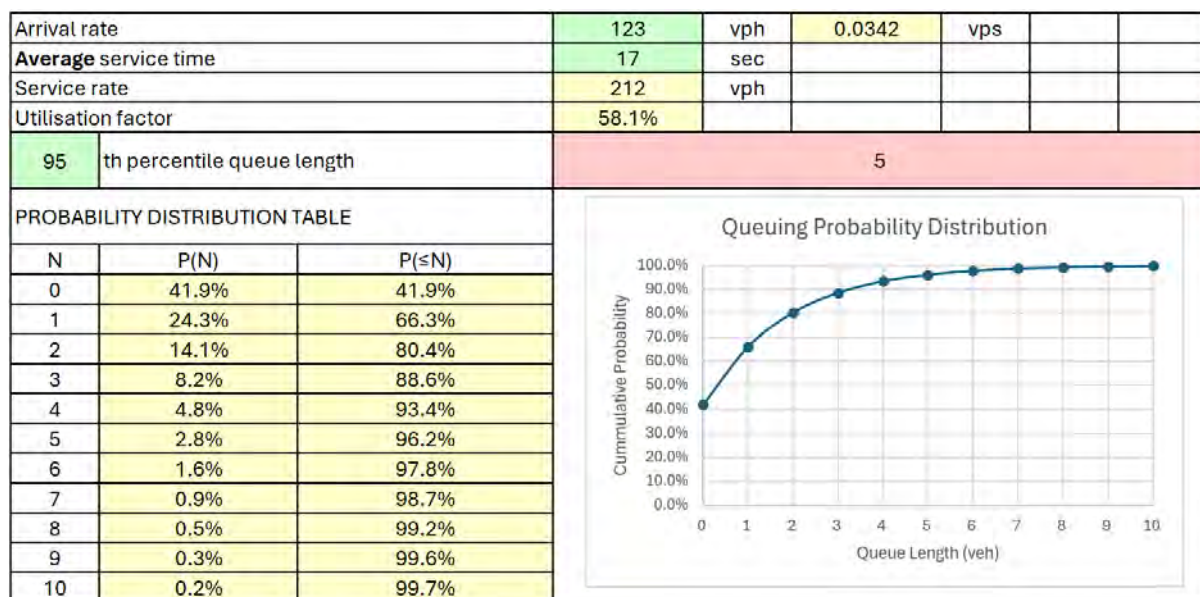 Arrival rate 123 vph 0.0342 vps
Average service time 17 sec
Service rate 212 vph
Utilisation factor 58.1%
95 th percentile queue length 5
PROBABILITY DISTRIBUTION TABLE
N P(N) P(≤N)
0 41.9% 41.9%
1 24.3% 66.3%
2 14.1% 80.4%
3 8.2% 88.6%
4 4.8% 93.4%
5 2.8% 96.2%
6 1.6% 97.8%
7 0.9% 98.7%
8 0.5% 99.2%
9 0.3% 99.6%
10 0.2% 99.7%
Queuing Probability Distribution
Cummulative Probability
100.0%
90.0%
80.0%
70.0%
60.0%
50.0%
40.0%
30.0%
20.0%
10.0%
0.0%
0 1 2 3 4 5 6 7 8 9 10
Queue Length (veh)